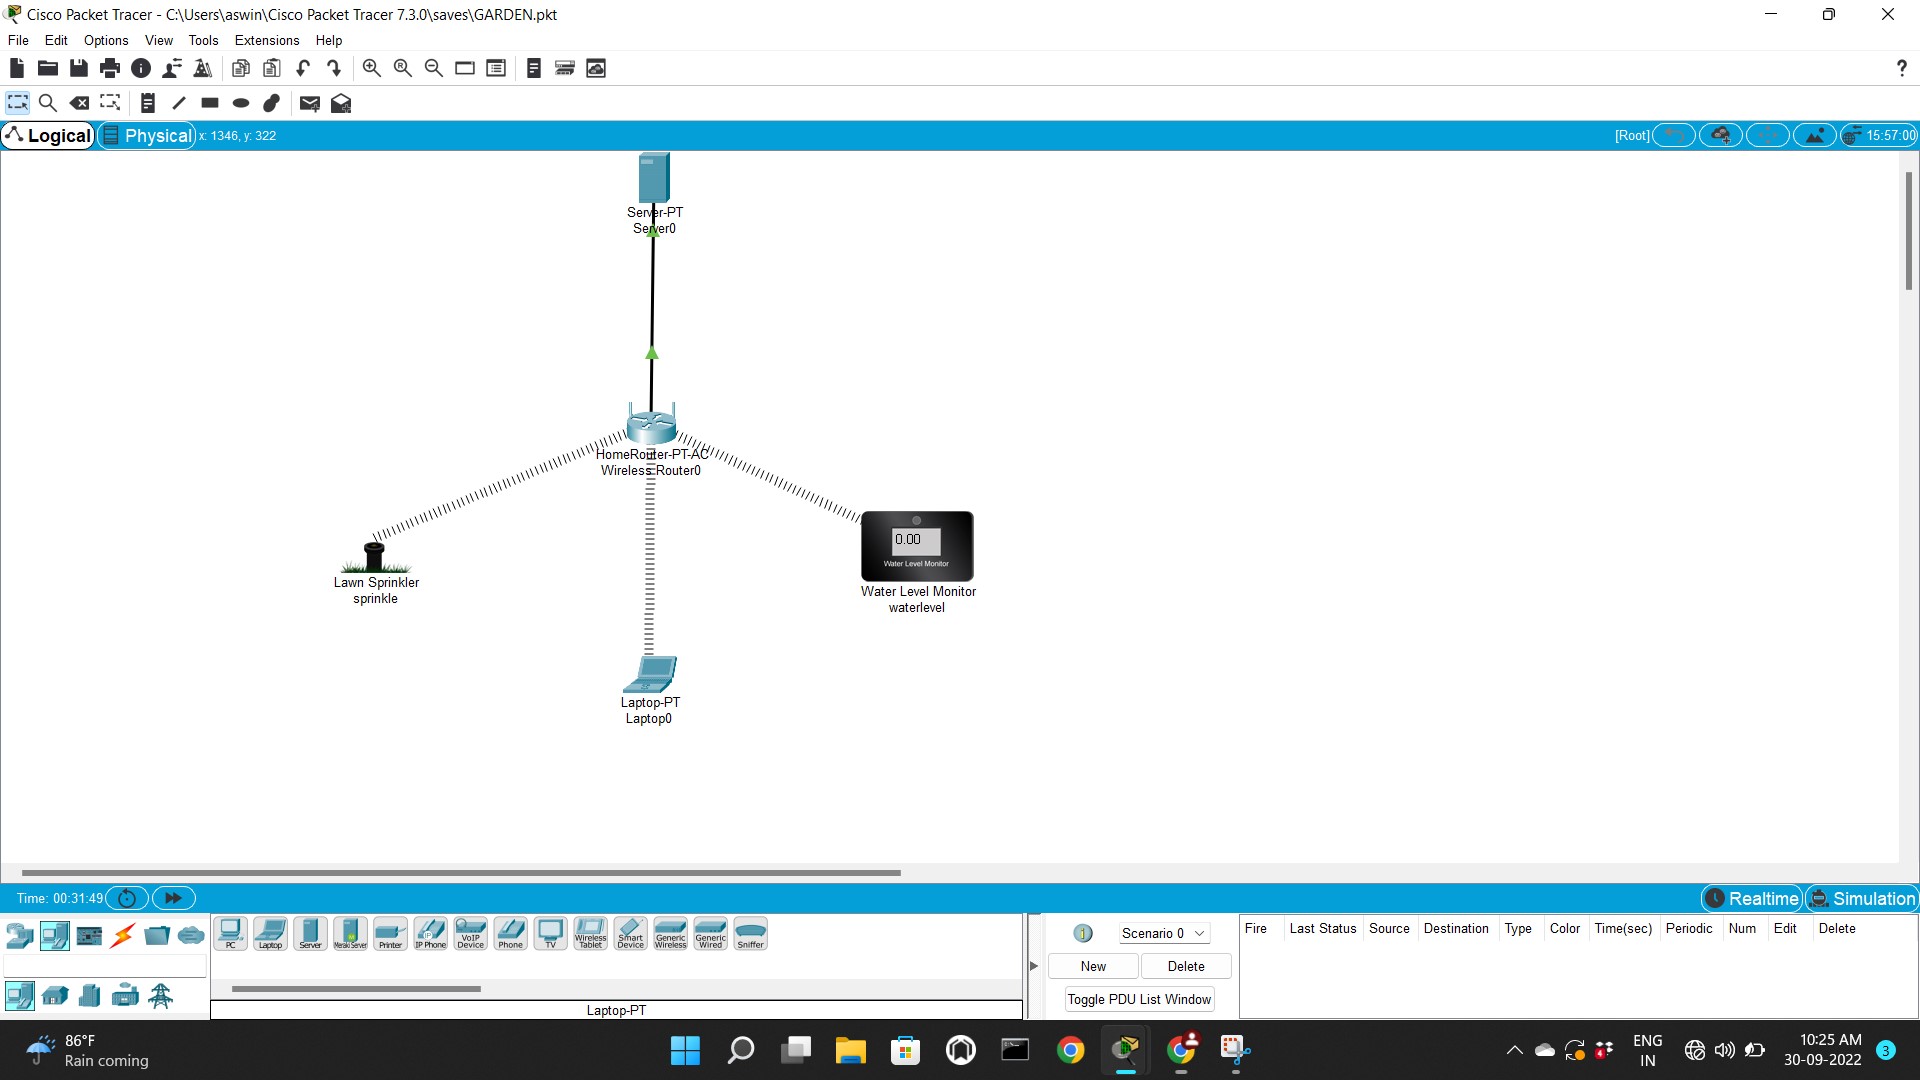 Cisco Packet Tracer - C:\Users\aswin\Cisco Packet Tracer 7.3.0\saves\GARDEN.pkt
File Edit Options View Tools Extensions Help
Logical Physical x: 1346, y: 322 [Root] 15:57:00
Server-PT
Server0
HomeRouter-PT-AC
Wireless Router0
0.00
Water Level Monitor
Lawn Sprinkler
sprinkle
Water Level Monitor
waterlevel
Laptop-PT
Laptop0
Time: 00:31:49 Realtime Simulation
PC Laptop Server Meraki Server Printer IP Phone VoIP Device Phone TV Wireless Tablet Smart Device Generic Wireless Generic Wired Sniffer
Scenario 0
New Delete
Toggle PDU List Window
Fire Last Status Source Destination Type Color Time(sec) Periodic Num Edit Delete
Laptop-PT
86°F
Rain coming
ENG
IN
10:25 AM
30-09-2022
3